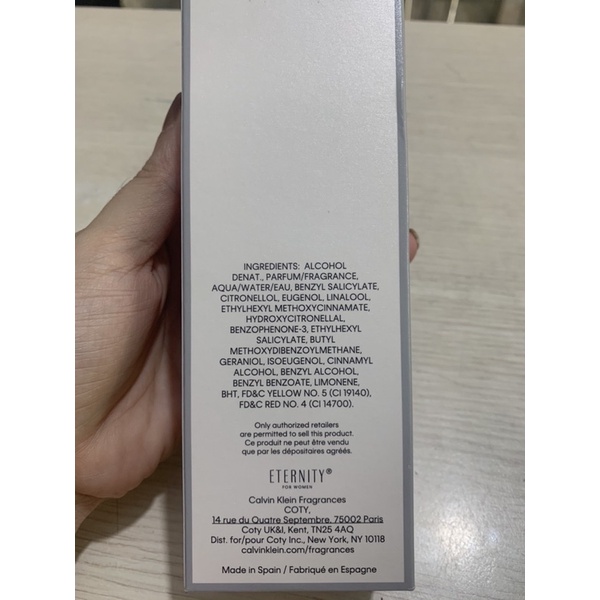 INGREDIENTS: ALCOHOL
DENAT., PARFUM/FRAGRANCE,
AQUA/WATER/EAU, BENZYL SALICYLATE,
CITRONELLOL, EUGENOL, LINALOOL,
ETHYLHEXYL METHOXYCINNAMATE,
HYDROXYCITRONELLAL,
BENZOPHENONE-3, ETHYLHEXYL
SALICYLATE, BUTYL
METHOXYDIBENZOYLMETHANE,
GERANIOL, ISOEUGENOL, CINNAMYL
ALCOHOL, BENZYL ALCOHOL,
BENZYL BENZOATE, LIMONENE,
BHT, FD&C YELLOW NO. 5 (CI 19140),
FD&C RED NO. 4 (CI 14700).
Only authorized retailers
are permitted to sell this product.
Ce produit ne peut être vendu
que par les dépositaires agréés.
ETERNITY®
FOR WOMEN
Calvin Klein Fragrances
COTY,
14 rue du Quatre Septembre, 75002 Paris
Coty UK&I, Kent, TN25 4AQ
Dist. for/pour Coty Inc., New York, NY 10118
calvinklein.com/fragrances
Made in Spain / Fabriqué en Espagne